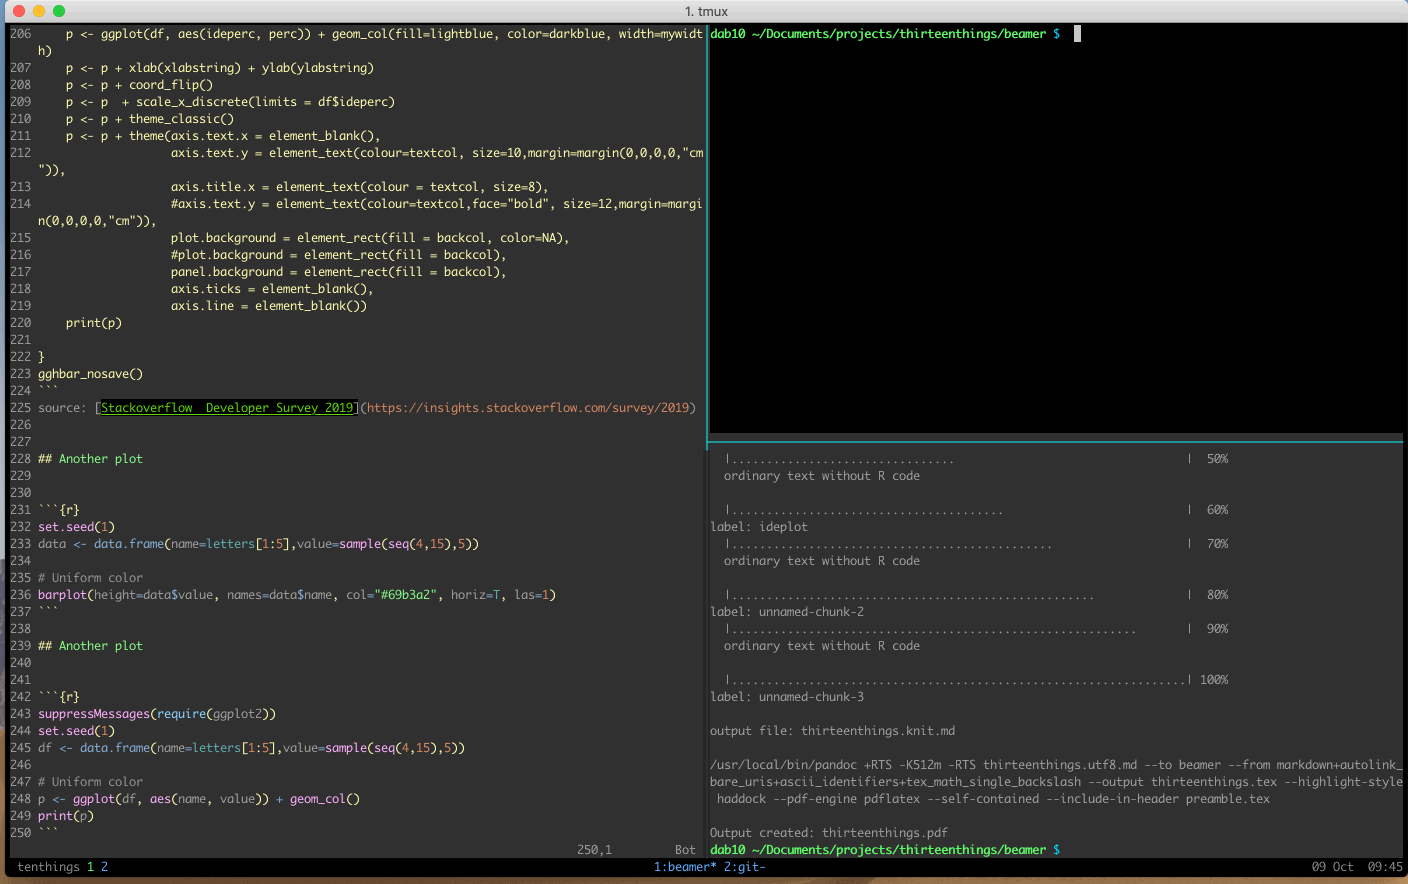 1. tmux
206     p <- ggplot(df, aes(ideperc, perc)) + geom_col(fill=lightblue, color=darkblue, width=mywidt
h)
207     p <- p + xlab(xlabstring) + ylab(ylabstring)
208     p <- p + coord_flip()
209     p <- p  + scale_x_discrete(limits = df$ideperc)
210     p <- p + theme_classic()
211     p <- p + theme(axis.text.x = element_blank(),
212                    axis.text.y = element_text(colour=textcol, size=10,margin=margin(0,0,0,0,"cm
")),
213                    axis.title.x = element_text(colour = textcol, size=8),
214                    #axis.text.y = element_text(colour=textcol,face="bold", size=12,margin=margi
n(0,0,0,0,"cm")),
215                    plot.background = element_rect(fill = backcol, color=NA),
216                    #plot.background = element_rect(fill = backcol),
217                    panel.background = element_rect(fill = backcol),
218                    axis.ticks = element_blank(),
219                    axis.line = element_blank())
220     print(p)
221
222 }
223 gghbar_nosave()
224 ```
225 source: [Stackoverflow  Developer Survey 2019](https://insights.stackoverflow.com/survey/2019)
226
227
228 ## Another plot
229
230
231 ```{r}
232 set.seed(1)
233 data <- data.frame(name=letters[1:5],value=sample(seq(4,15),5))
234
235 # Uniform color
236 barplot(height=data$value, names=data$name, col="#69b3a2", horiz=T, las=1)
237 ```
238
239 ## Another plot
240
241
242 ```{r}
243 suppressMessages(require(ggplot2))
244 set.seed(1)
245 df <- data.frame(name=letters[1:5],value=sample(seq(4,15),5))
246
247 # Uniform color
248 p <- ggplot(df, aes(name, value)) + geom_col()
249 print(p)
250 ```
250,1         Bot
dab10 ~/Documents/projects/thirteenthings/beamer $
|................................                                 |  50%
ordinary text without R code
|.......................................                          |  60%
label: ideplot
|..............................................                   |  70%
ordinary text without R code
|....................................................             |  80%
label: unnamed-chunk-2
|..........................................................       |  90%
ordinary text without R code
|.................................................................| 100%
label: unnamed-chunk-3
output file: thirteenthings.knit.md
/usr/local/bin/pandoc +RTS -K512m -RTS thirteenthings.utf8.md --to beamer --from markdown+autolink_
bare_uris+ascii_identifiers+tex_math_single_backslash --output thirteenthings.tex --highlight-style
haddock --pdf-engine pdflatex --self-contained --include-in-header preamble.tex
Output created: thirteenthings.pdf
dab10 ~/Documents/projects/thirteenthings/beamer $
tenthings 1 2     1:beamer* 2:git-     09 Oct  09:45